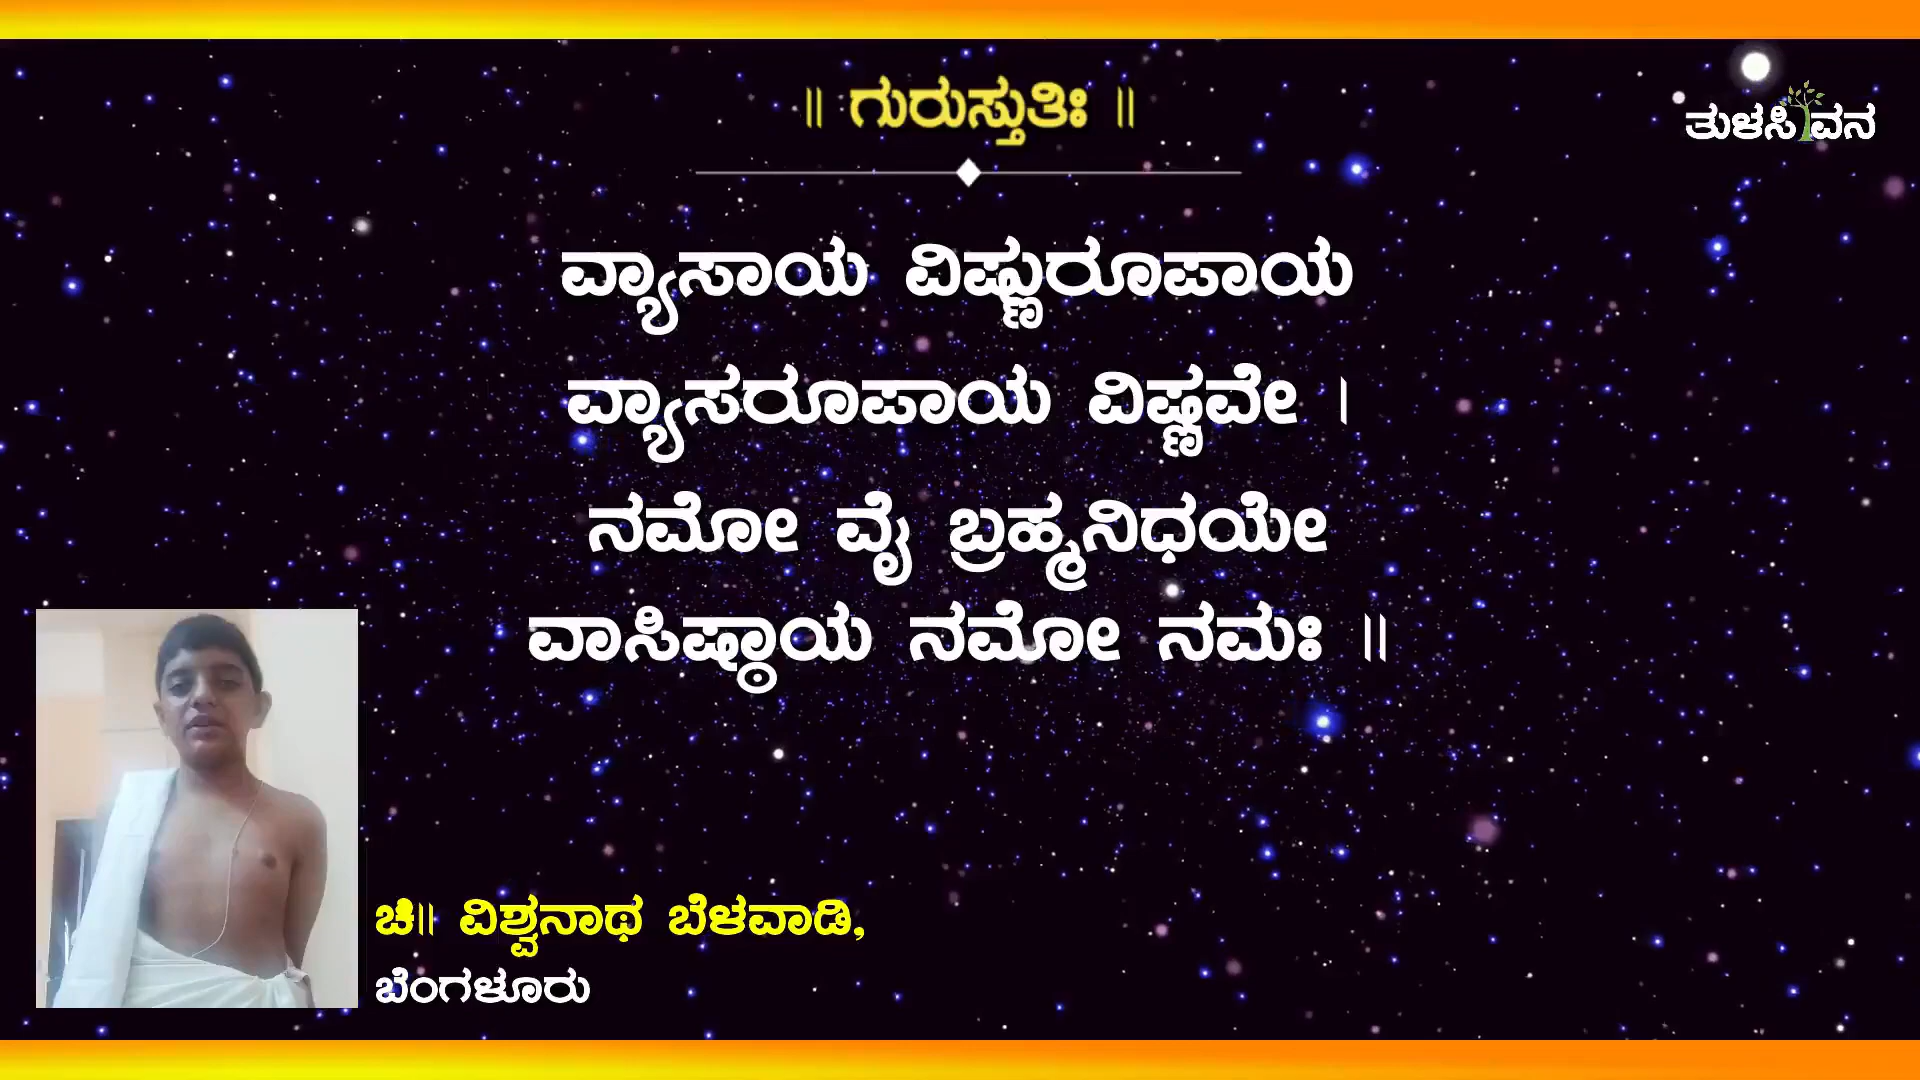 ॥ ಗುರುಸ್ತುತಿಃ ॥
ತುಳಸಿವನ
ವ್ಯಾಸಾಯ ವಿಷ್ಣುರೂಪಾಯ
ವ್ಯಾಸರೂಪಾಯ ವಿಷ್ಣವೇ ।
ನಮೋ ವೈ ಬ್ರಹ್ಮನಿಧಯೇ
ವಾಸಿಷ್ಠಾಯ ನಮೋ ನಮಃ ॥
ಚಿ॥ ವಿಶ್ವನಾಥ ಬೆಳವಾಡಿ,
ಬೆಂಗಳೂರು